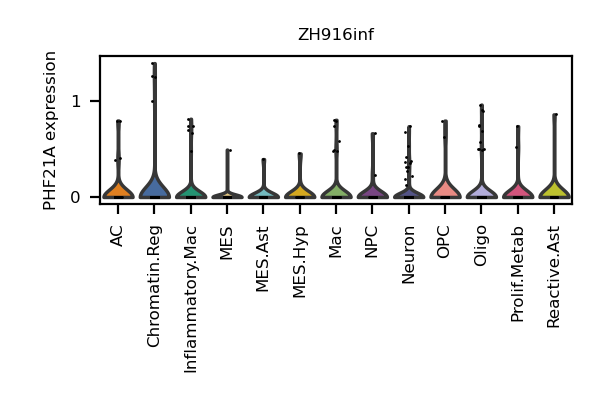 ZH916inf
PHF21A expression
1
0
AC
Chromatin.Reg
Inflammatory.Mac
MES
MES.Ast
MES.Hyp
Mac
NPC
Neuron
OPC
Oligo
Prolif.Metab
Reactive.Ast